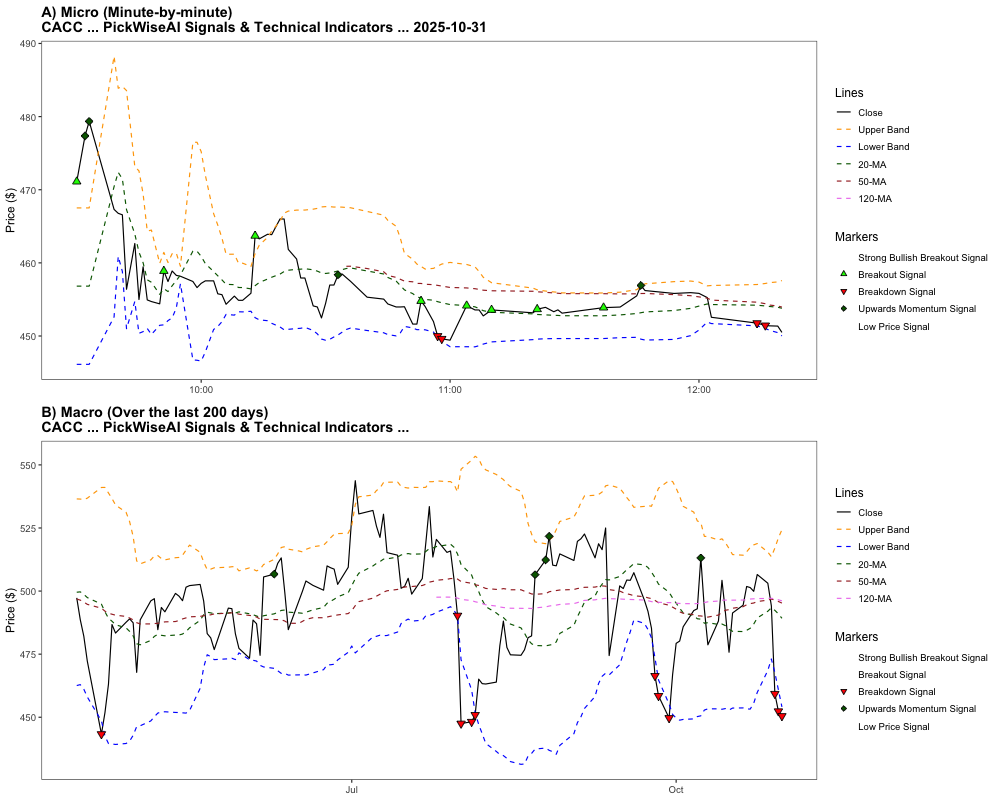 A) Micro (Minute-by-minute)
CACC ... PickWiseAI Signals & Technical Indicators ... 2025-10-31
Price ($)
490
480
470
460
450
10:00
11:00
12:00
Lines
Close
Upper Band
Lower Band
20-MA
50-MA
120-MA
Markers
Strong Bullish Breakout Signal
Breakout Signal
Breakdown Signal
Upwards Momentum Signal
Low Price Signal
B) Macro (Over the last 200 days)
CACC ... PickWiseAI Signals & Technical Indicators ...
Price ($)
550
525
500
475
450
Jul
Oct
Lines
Close
Upper Band
Lower Band
20-MA
50-MA
120-MA
Markers
Strong Bullish Breakout Signal
Breakout Signal
Breakdown Signal
Upwards Momentum Signal
Low Price Signal